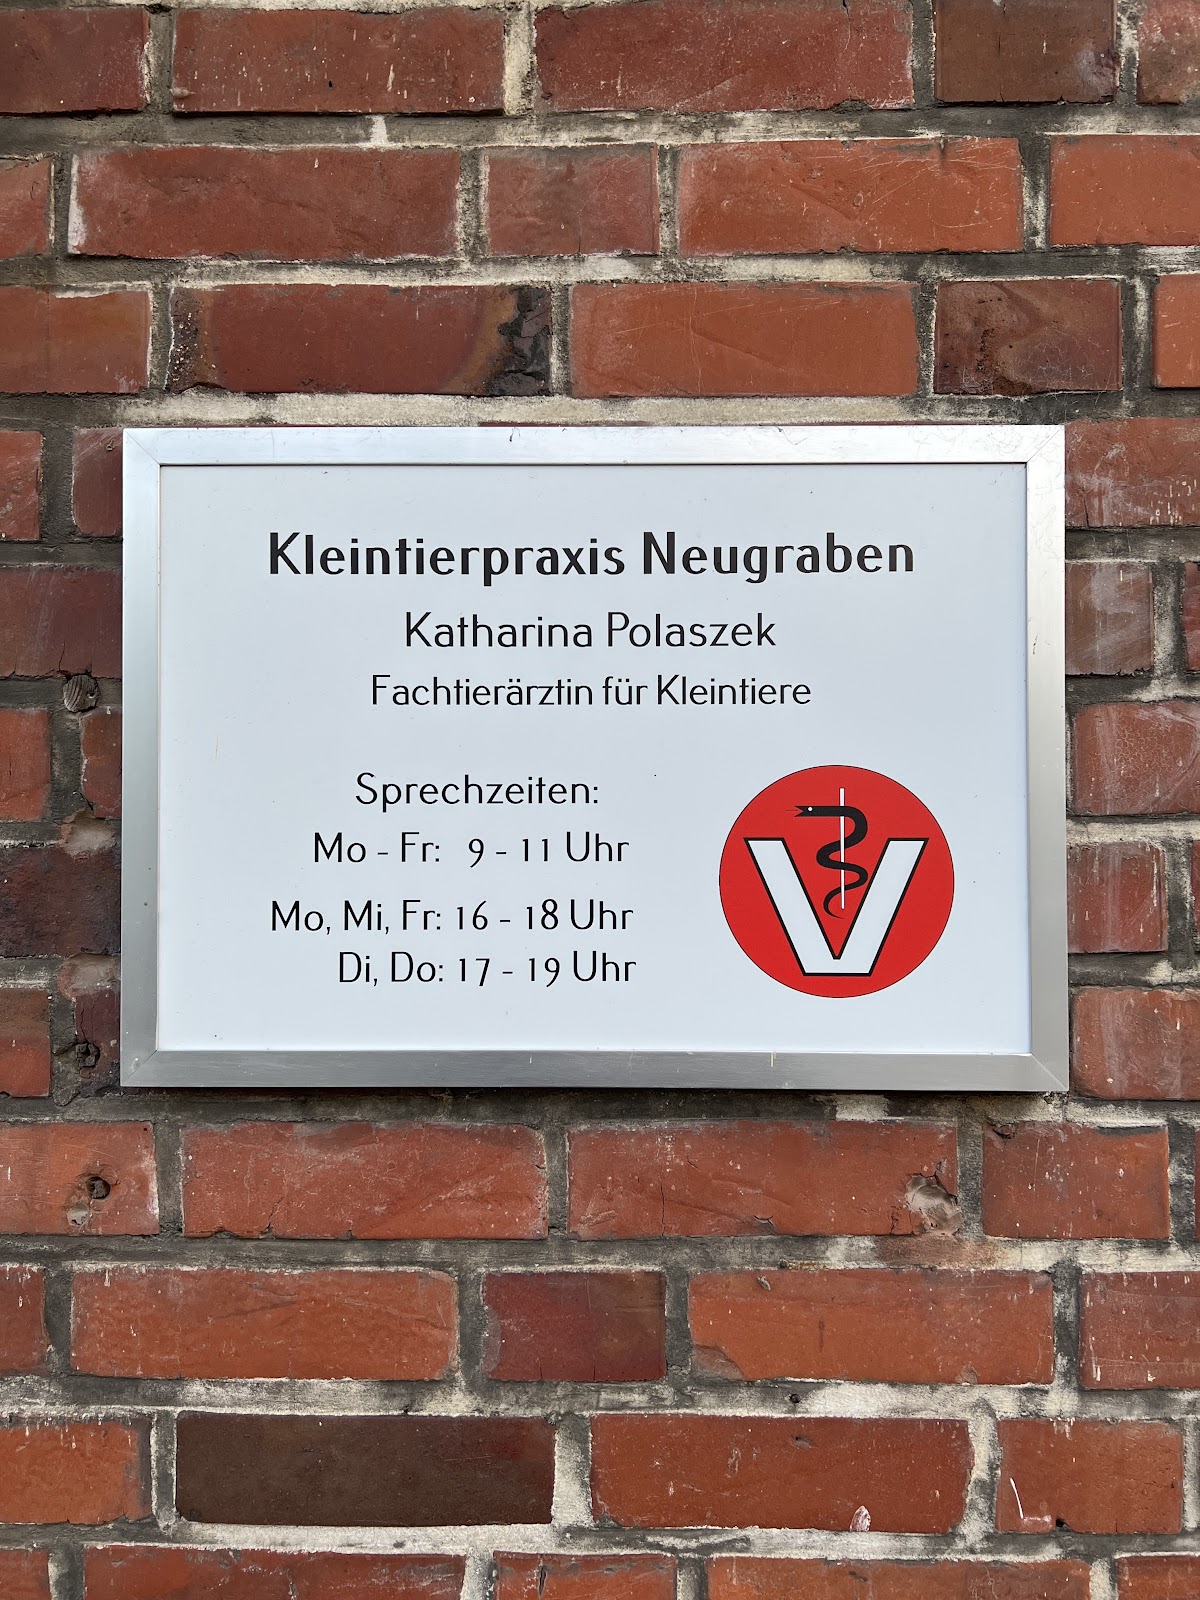 Kleintierpraxis Neugraben
Katharina Polaszek
Fachtierärztin für Kleintiere
Sprechzeiten:
Mo - Fr: 9 - 11 Uhr
Mo, Mi, Fr: 16 - 18 Uhr
Di, Do: 17 - 19 Uhr
V